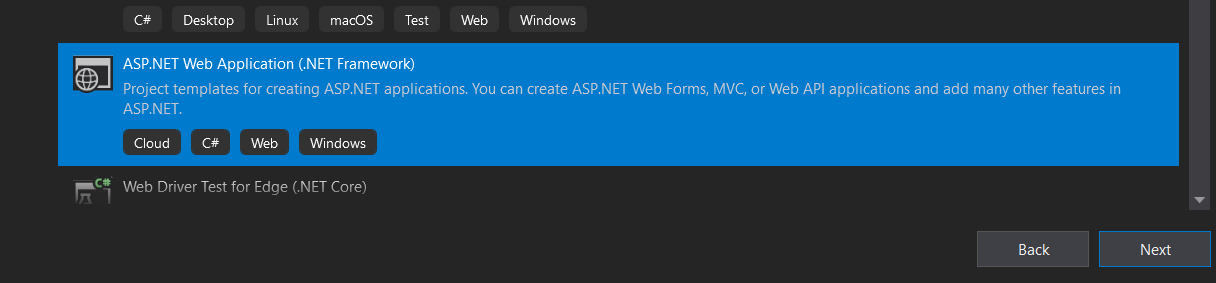 C# Desktop Linux macOS Test Web Windows
ASP.NET Web Application (.NET Framework)
Project templates for creating ASP.NET applications. You can create ASP.NET Web Forms, MVC, or Web API applications and add many other features in
ASP.NET.
Cloud C# Web Windows
C#
Web Driver Test for Edge (.NET Core)
Back Next